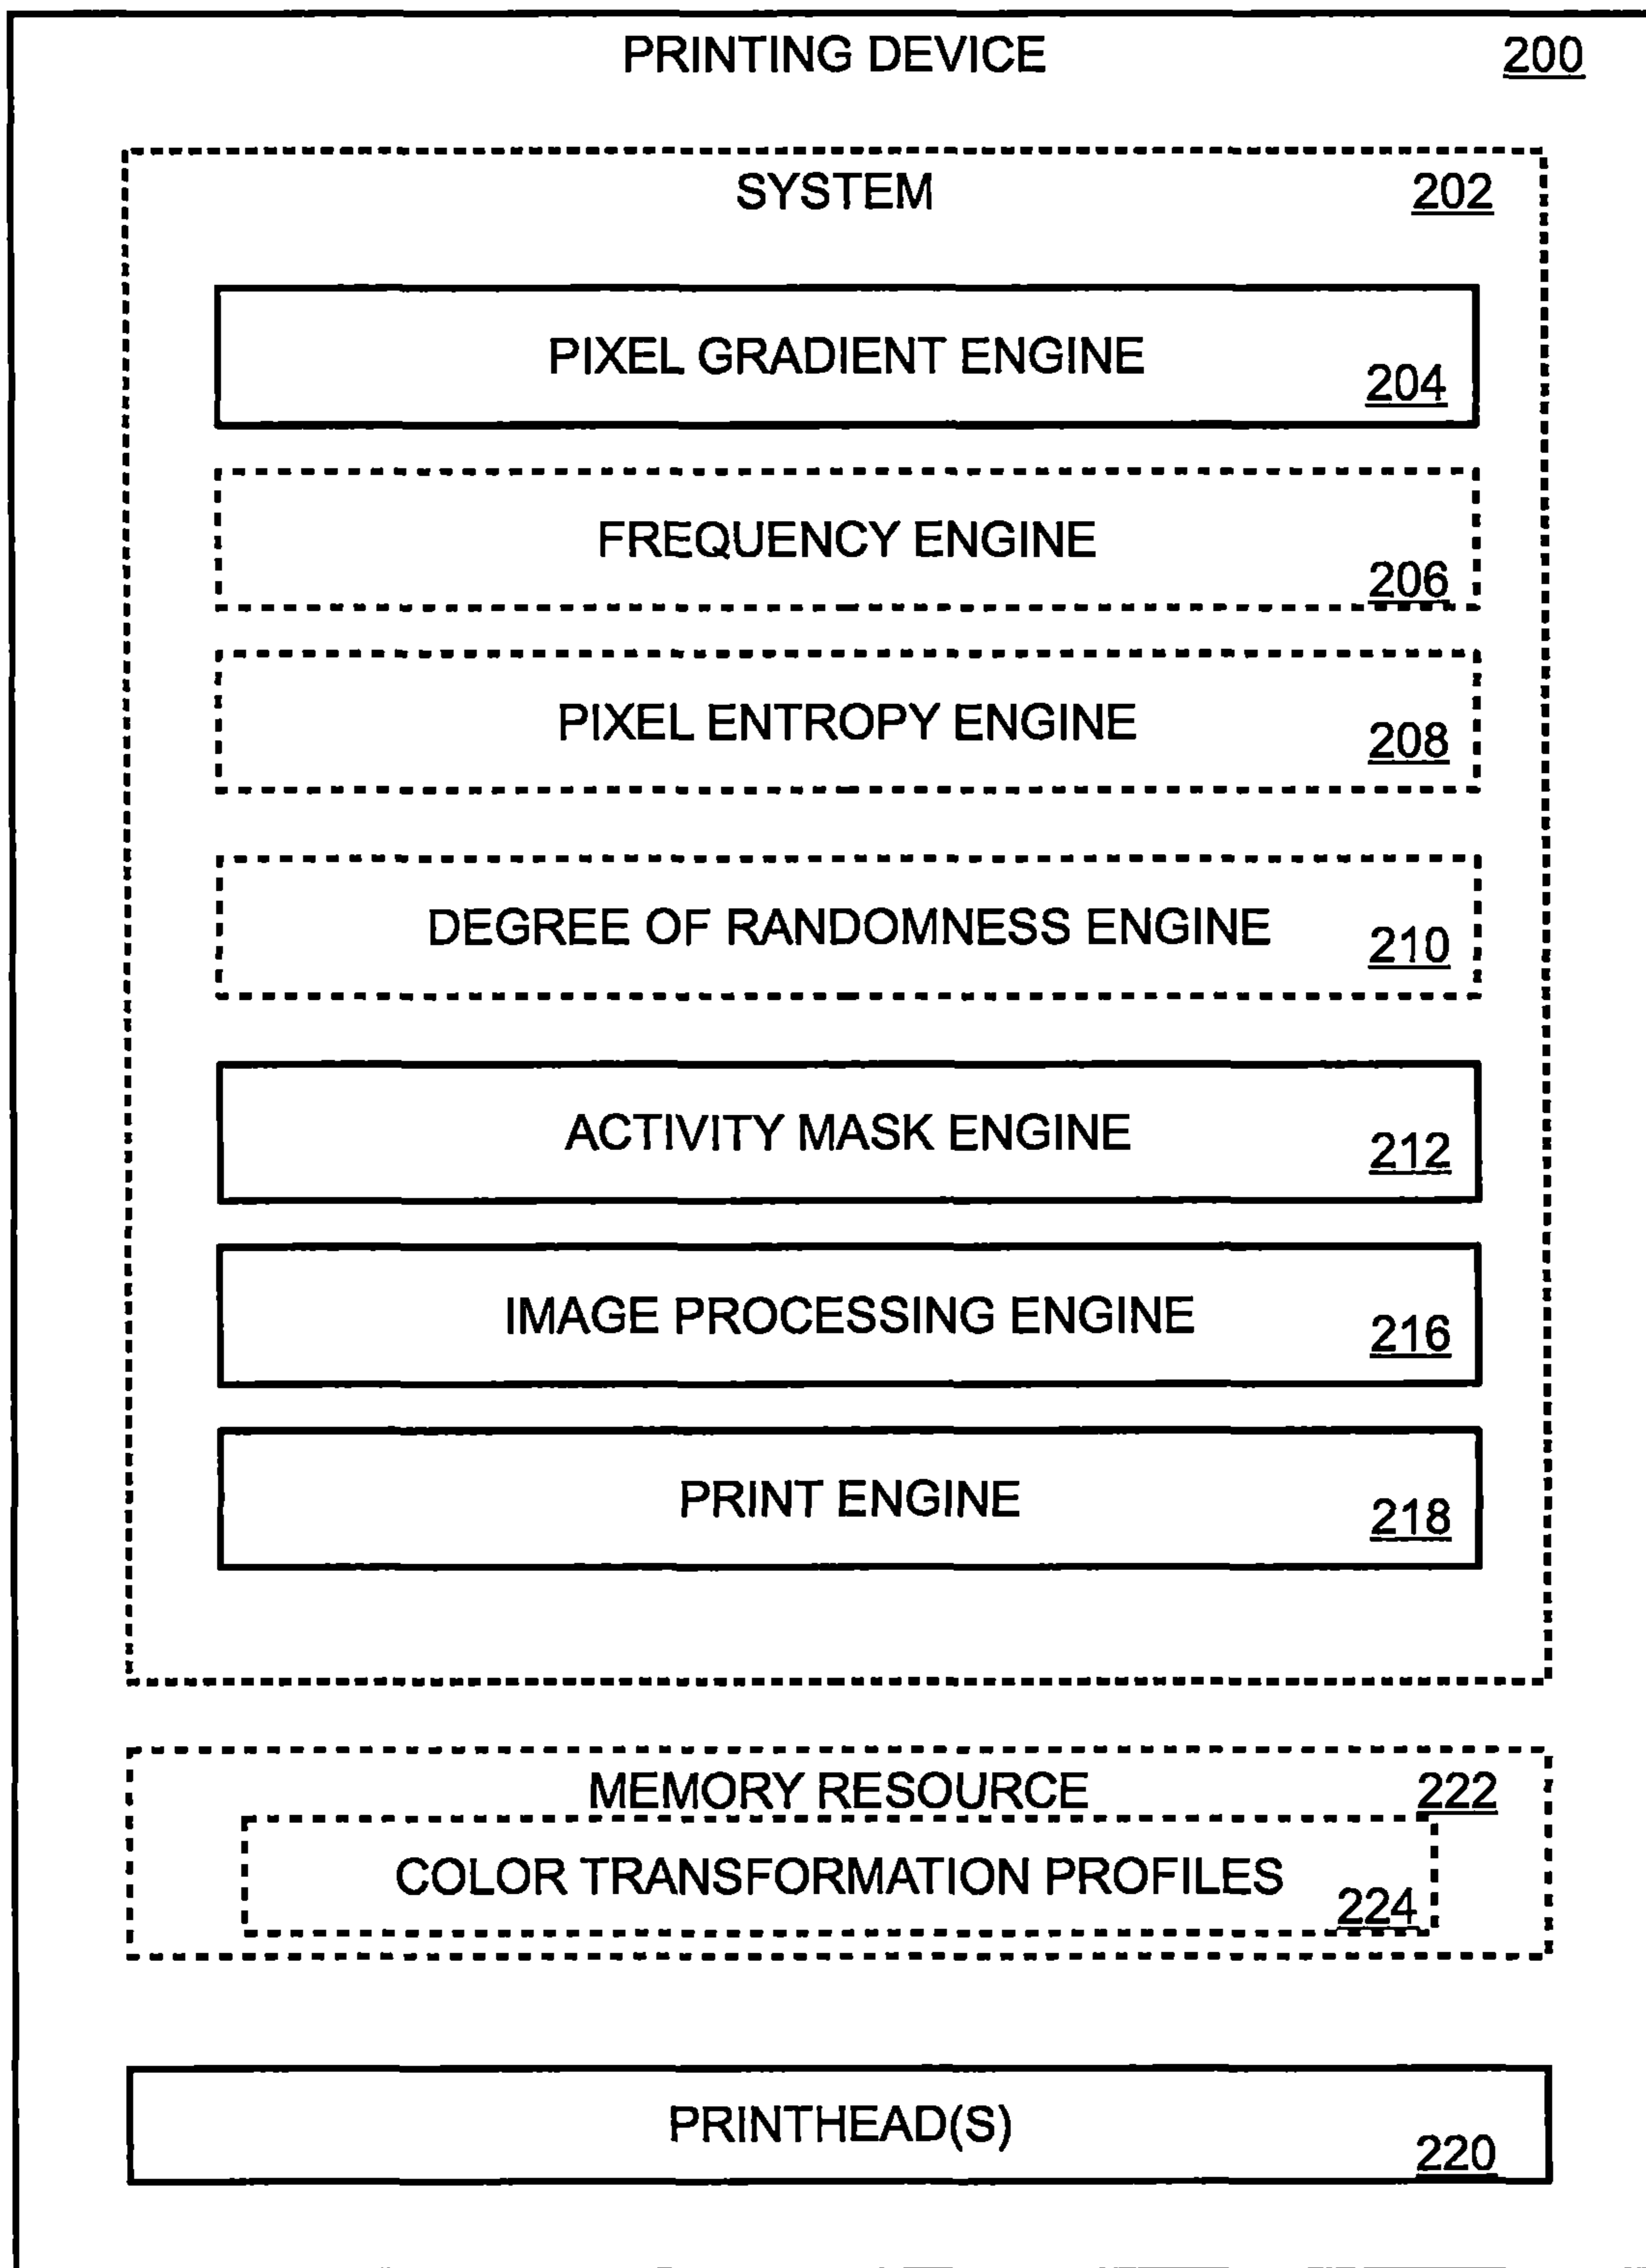 PRINTING DEVICE 200
SYSTEM 202
PIXEL GRADIENT ENGINE 204
FREQUENCY ENGINE 206
PIXEL ENTROPY ENGINE 208
DEGREE OF RANDOMNESS ENGINE 210
ACTIVITY MASK ENGINE 212
IMAGE PROCESSING ENGINE 216
PRINT ENGINE 218
MEMORY RESOURCE 222
COLOR TRANSFORMATION PROFILES 224
PRINTHEAD(S) 220